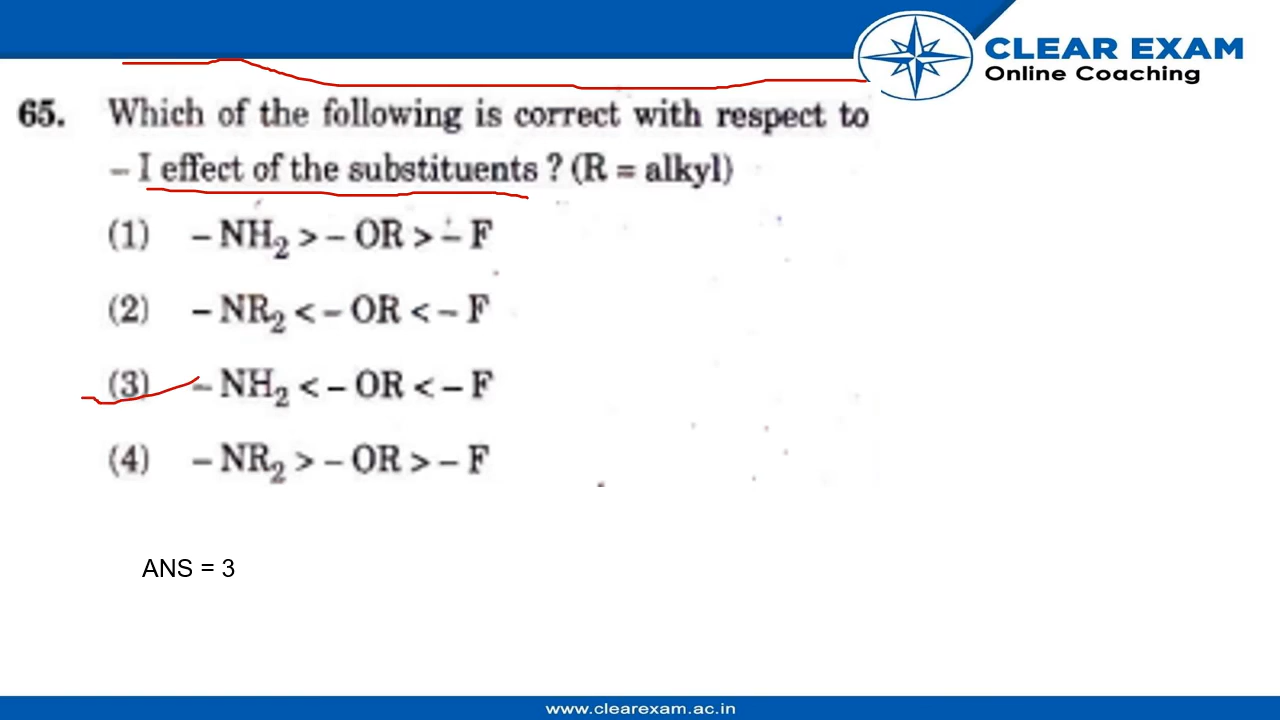 CLEAR EXAM
Online Coaching
65. Which of the following is correct with respect to
– I effect of the substituents ? (R = alkyl)
(1) – NH₂ > – OR > – F
(2) – NR₂ < – OR < – F
(3) – NH₂ < – OR < – F
(4) – NR₂ > – OR > – F
ANS = 3
www.clearexam.ac.in